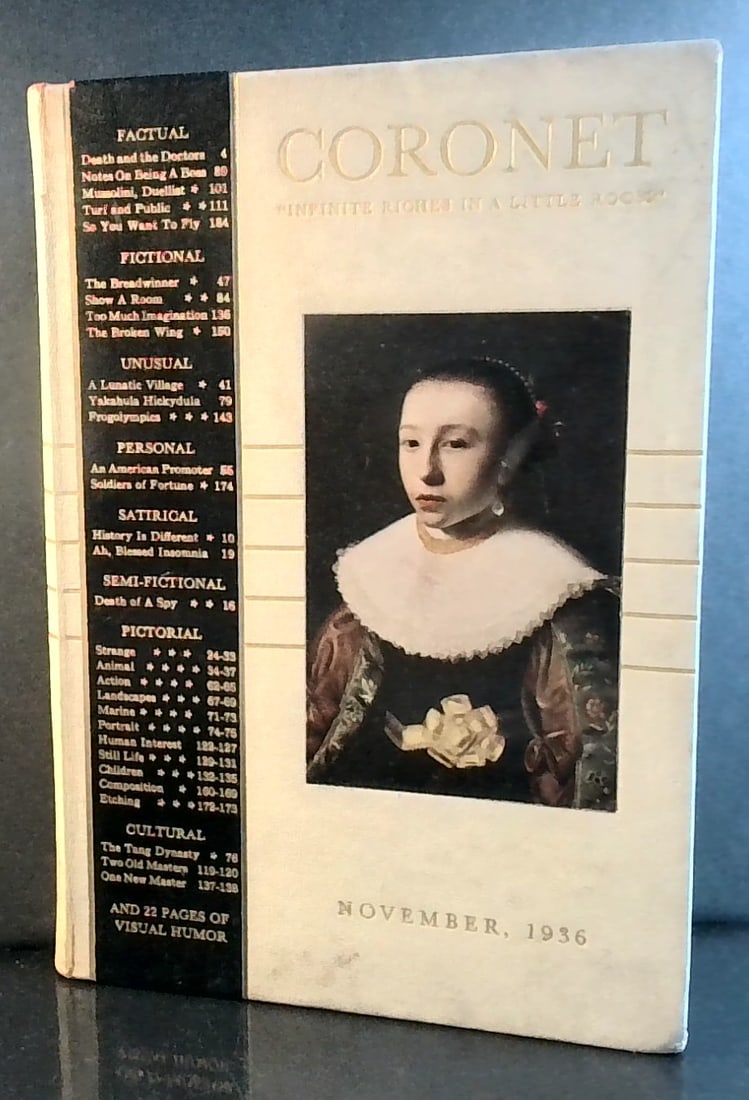 CORONET
"INFINITE RICHES IN A LITTLE ROOM"
FACTUAL
Death and the Doctors 4
Notes On Being A Boss 89
Mussolini, Duellist * 101
Turf and Public * * 111
So You Want To Fly 184
FICTIONAL
The Breadwinner * 47
Show A Room * * 84
Too Much Imagination 136
The Broken Wing * 150
UNUSUAL
A Lunatic Village * 41
Yakahula Hickydula 79
Frogolympics * * * 143
PERSONAL
An American Promoter 55
Soldiers of Fortune * 174
SATIRICAL
History Is Different * 10
Ah, Blessed Insomnia 19
SEMI-FICTIONAL
Death of A Spy * * 16
PICTORIAL
Strange * * * 24-33
Animal * * * * 34-37
Action * * * * 62-65
Landscapes * * * 67-69
Marine * * * * 71-73
Portrait * * * * 74-75
Human Interest 122-127
Still Life * * * 129-131
Children * * * 132-135
Composition * 160-169
Etching * * * 172-173
CULTURAL
The Tang Dynasty * 76
Two Old Masters 119-120
One New Master 137-138
AND 22 PAGES OF
VISUAL HUMOR
NOVEMBER, 1936